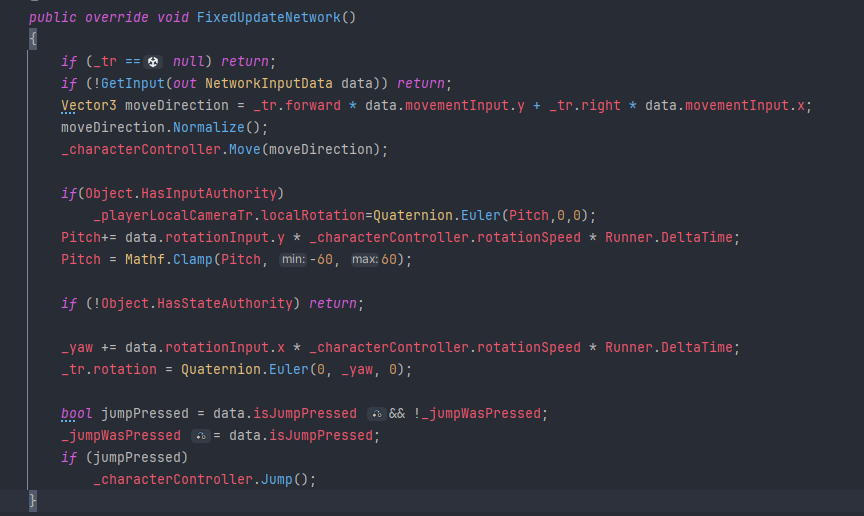 public override void FixedUpdateNetwork()
{
if (_tr == null) return;
if (!GetInput(out NetworkInputData data)) return;
Vector3 moveDirection = _tr.forward * data.movementInput.y + _tr.right * data.movementInput.x;
moveDirection.Normalize();
_characterController.Move(moveDirection);
if(Object.HasInputAuthority)
_playerLocalCameraTr.localRotation=Quaternion.Euler(Pitch,0,0);
Pitch+= data.rotationInput.y * _characterController.rotationSpeed * Runner.DeltaTime;
Pitch = Mathf.Clamp(Pitch, min: -60, max: 60);
if (!Object.HasStateAuthority) return;
_yaw += data.rotationInput.x * _characterController.rotationSpeed * Runner.DeltaTime;
_tr.rotation = Quaternion.Euler(0, _yaw, 0);
bool jumpPressed = data.isJumpPressed && !_jumpWasPressed;
_jumpWasPressed = data.isJumpPressed;
if (jumpPressed)
_characterController.Jump();
}